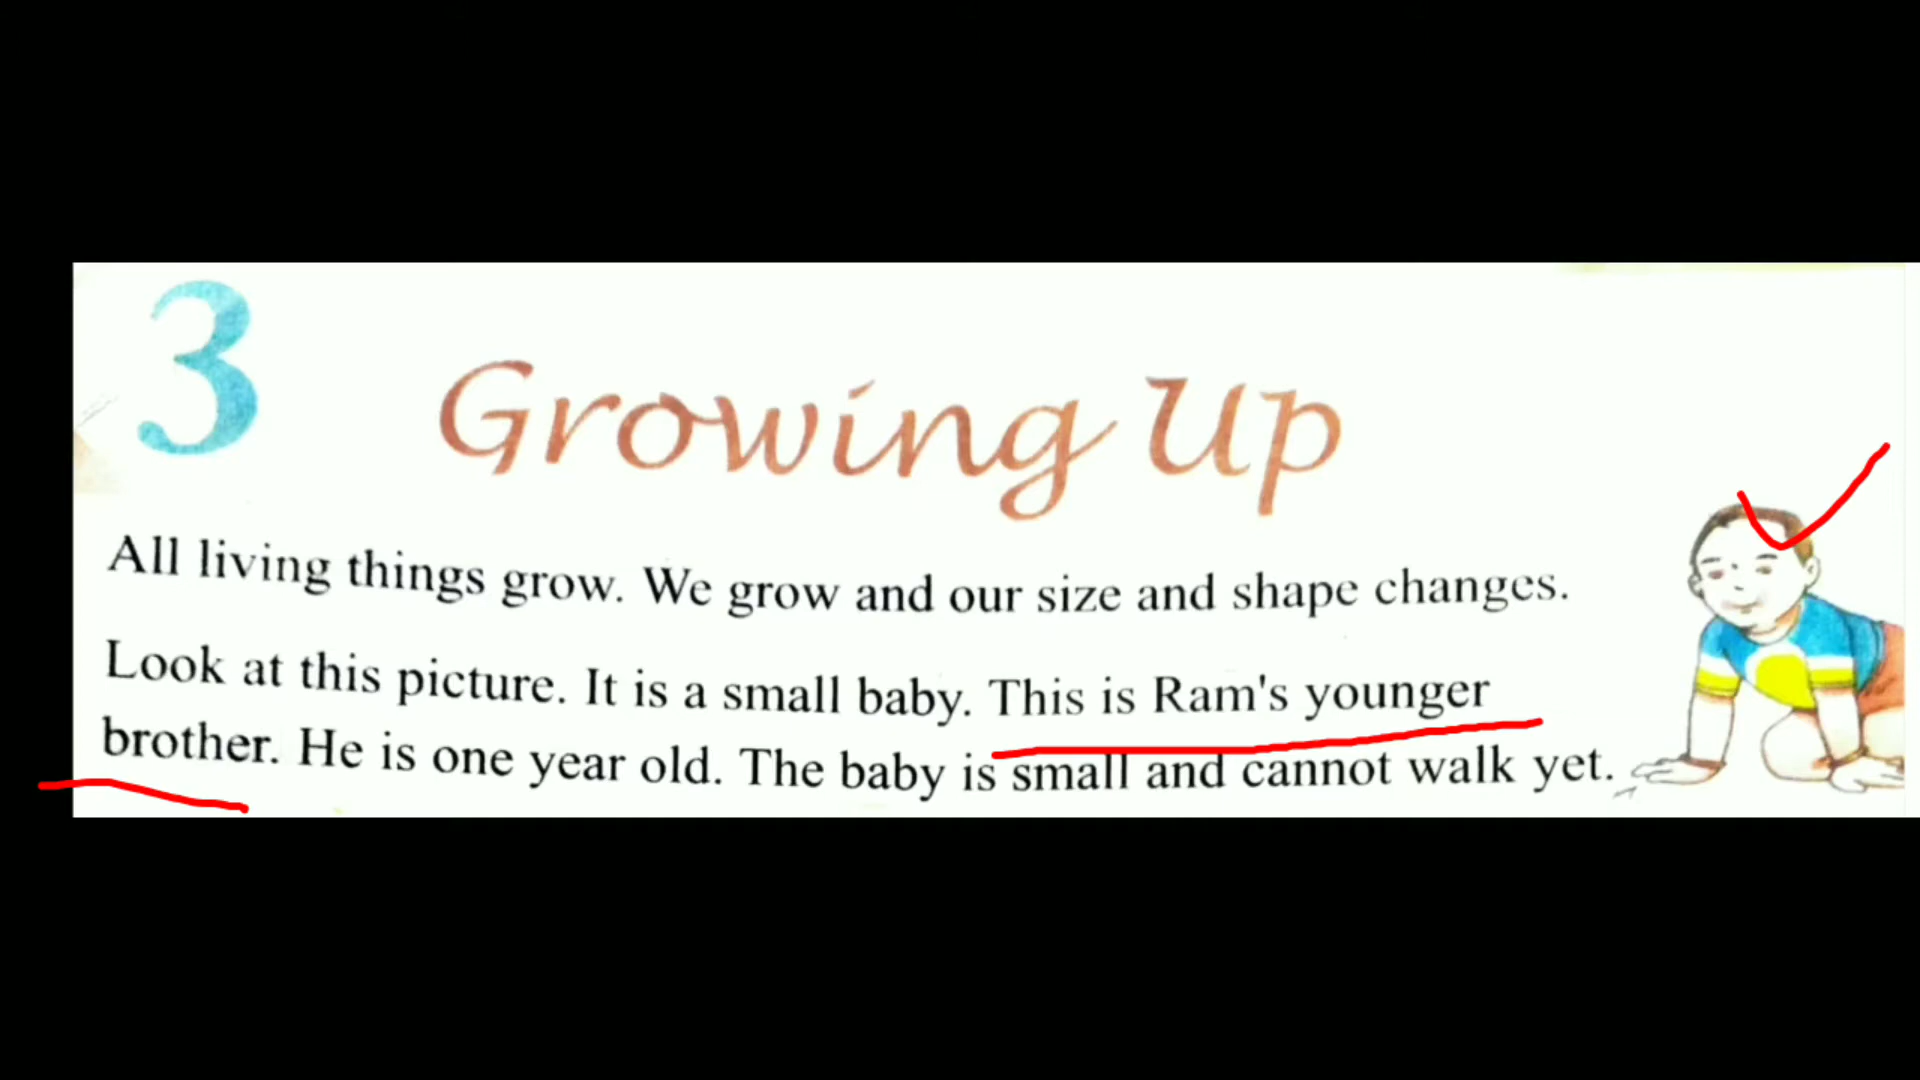 3
Growing Up
All living things grow. We grow and our size and shape changes.
Look at this picture. It is a small baby. This is Ram's younger
brother. He is one year old. The baby is small and cannot walk yet.